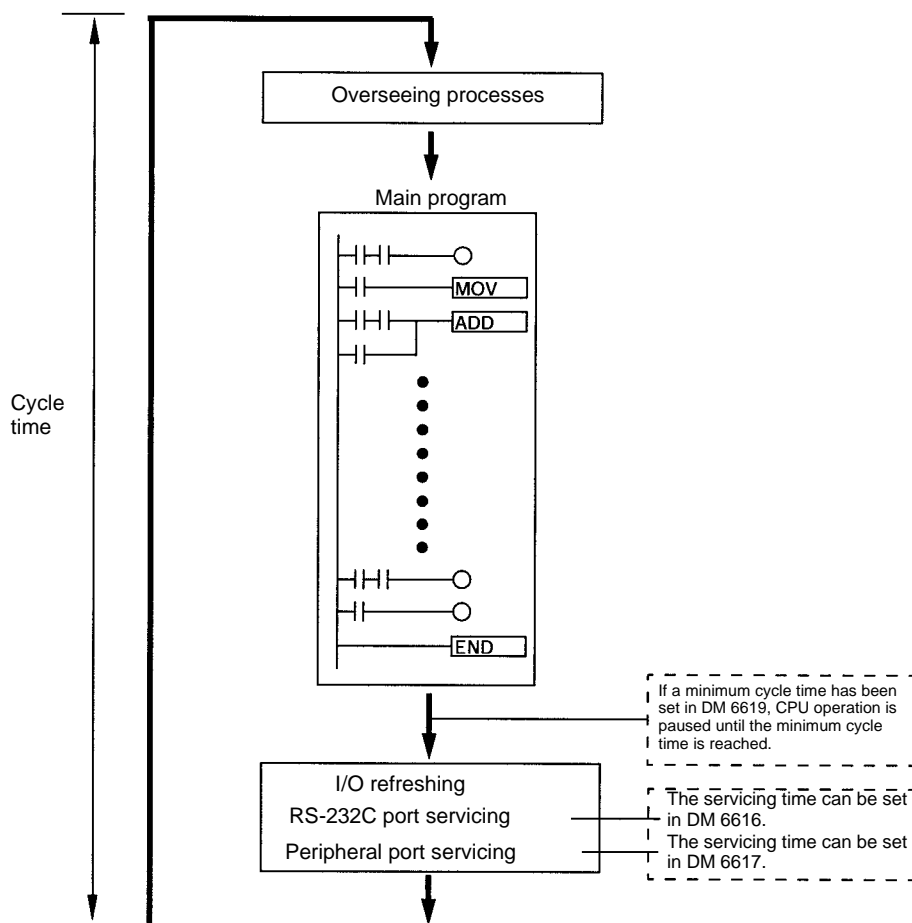 Overseeing processes
Main program
MOV
ADD
Cycle
time
END
If a minimum cycle time has been
set in DM 6619, CPU operation is
paused until the minimum cycle
time is reached.
I/O refreshing
RS-232C port servicing
Peripheral port servicing
The servicing time can be set
in DM 6616.
The servicing time can be set
in DM 6617.